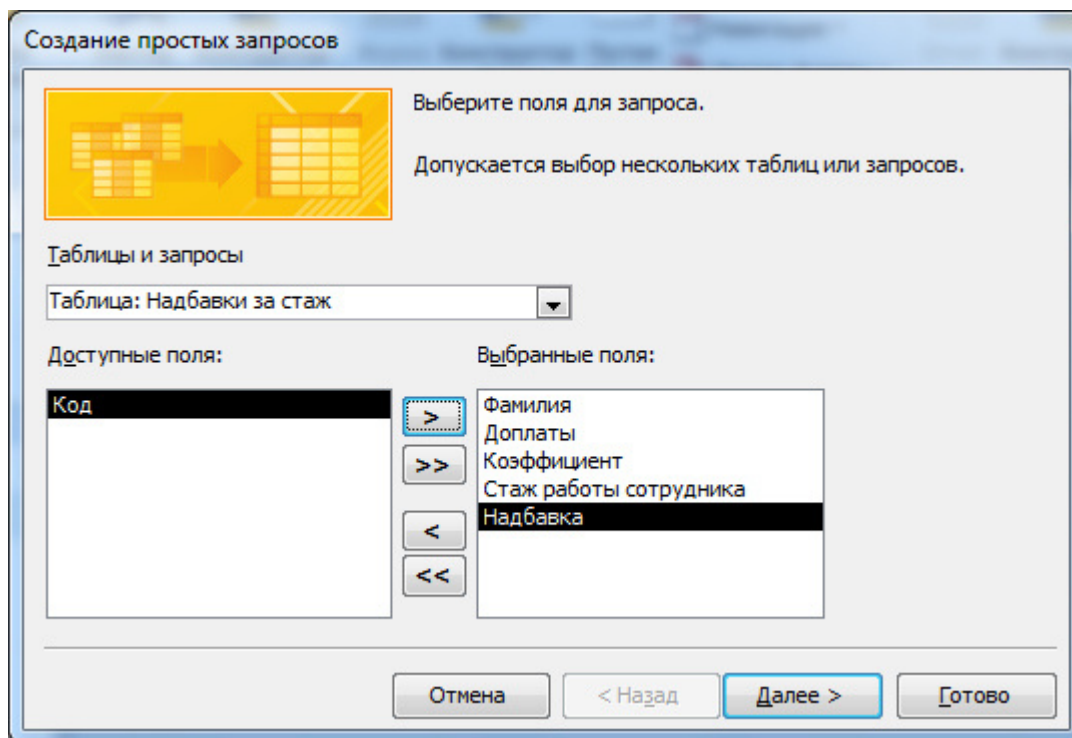 Создание простых запросов
Выберите поля для запроса.
Допускается выбор нескольких таблиц или запросов.
Таблицы и запросы
Таблица: Надбавки за стаж
Доступные поля:
Выбранные поля:
Код
>
>>
<
<<
Фамилия
Доплаты
Коэффициент
Стаж работы сотрудника
Надбавка
Отмена
< Назад
Далее >
Готово